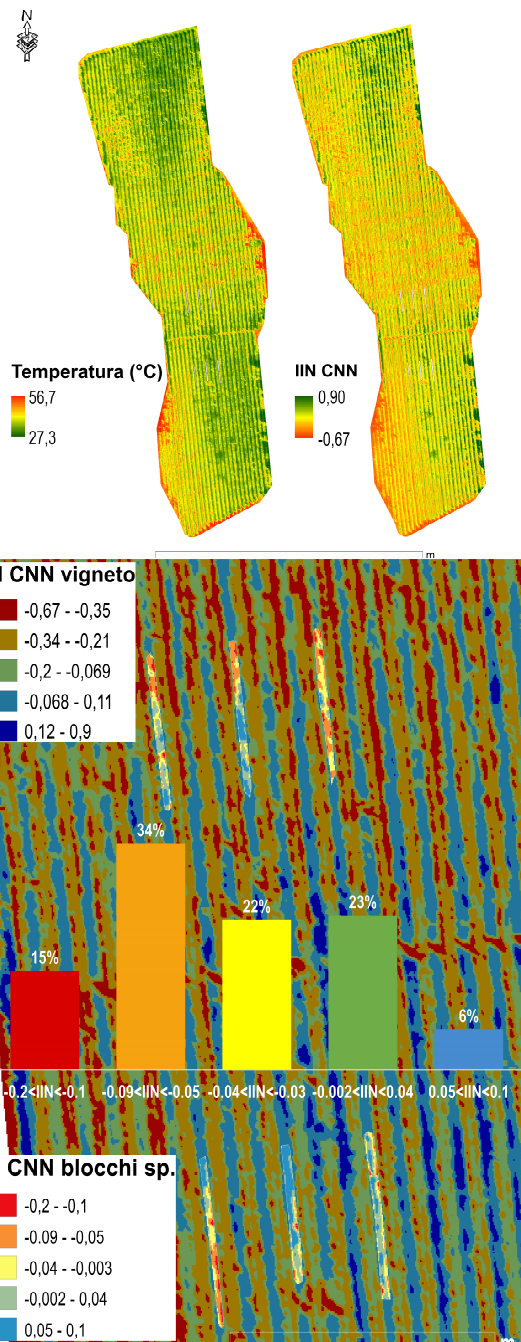 N
Temperatura (°C)
56,7
27,3
IIN CNN
0,90
-0,67
m
CNN vigneto
-0,67 - -0,35
-0,34 - -0,21
-0,2 - -0,069
-0,068 - 0,11
0,12 - 0,9
34%
22%
23%
15%
6%
-0.2<IIN<-0.1 -0.09<IIN<-0.05 -0.04<IIN<-0.03 -0.002<IIN<0.04 0.05<IIN<0.1
CNN blocchi sp.
-0,2 - -0,1
-0.09 - -0,05
-0,04 - -0,003
-0,002 - 0,04
0,05 - 0,1
m